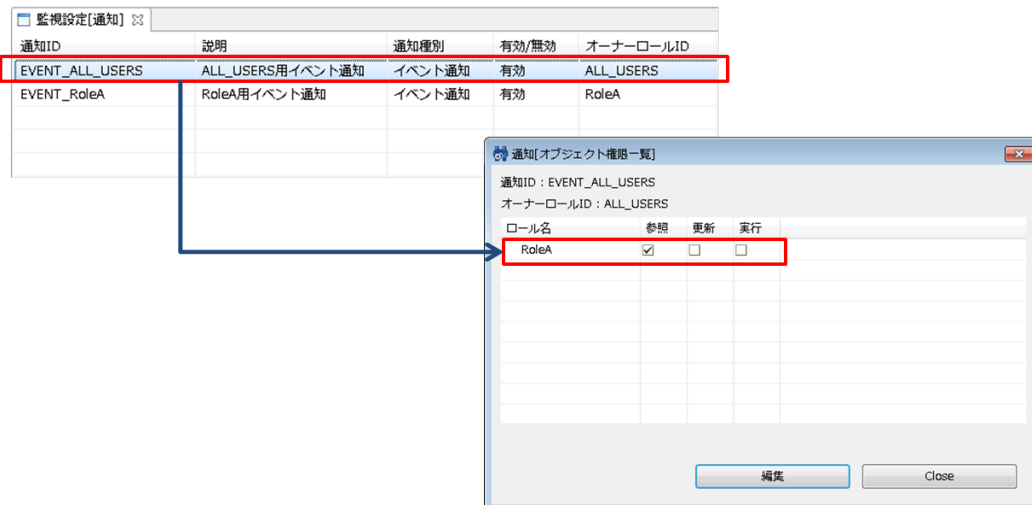 監視設定[通知]
通知ID 説明 通知種別 有効/無効 オーナーロールID
EVENT_ALL_USERS ALL_USERS用イベント通知 イベント通知 有効 ALL_USERS
EVENT_RoleA RoleA用イベント通知 イベント通知 有効 RoleA
通知[オブジェクト権限一覧]
通知ID：EVENT_ALL_USERS
オーナーロールID：ALL_USERS
ロール名 参照 更新 実行
RoleA
編集 Close